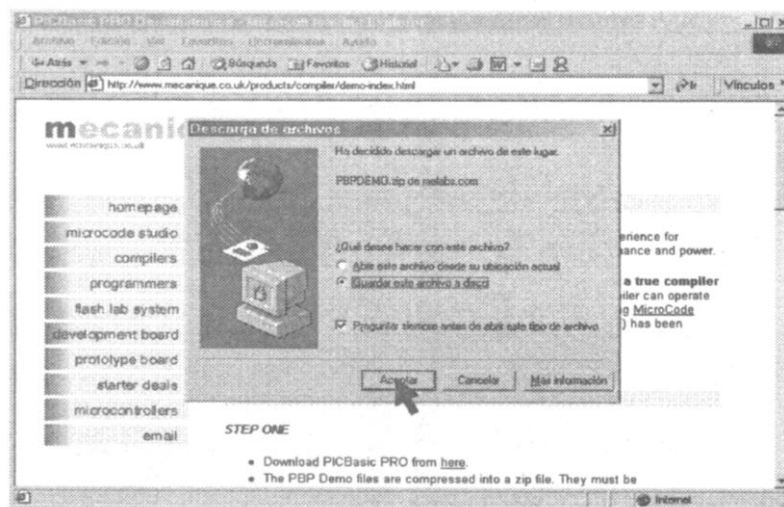 PICBasic PRO Demonstration - Microsoft Internet Explorer
Archivo Edición Ver Favoritos Herramientas Ayuda
Atrás Búsqueda Favoritos Historial
Dirección http://www.mecanique.co.uk/products/compiler/demo-index.html Ir Vínculos
mecaniq
www.mecanique.co.uk
Descarga de archivos
Ha decidido descargar un archivo de este lugar.
PBPDEMO.zip de melabs.com
¿Qué desea hacer con este archivo?
Abrir este archivo desde su ubicación actual
Guardar este archivo a disco
Preguntar siempre antes de abrir este tipo de archivo
Aceptar Cancelar Más información
homepage
microcode studio
compilers
programmers
flash lab system
development board
prototype board
starter deals
microcontrollers
email
erience for
ance and power.
a true compiler
iler can operate
g MicroCode
) has been
STEP ONE
• Download PICBasic PRO from here.
• The PBP Demo files are compressed into a zip file. They must be
Internet